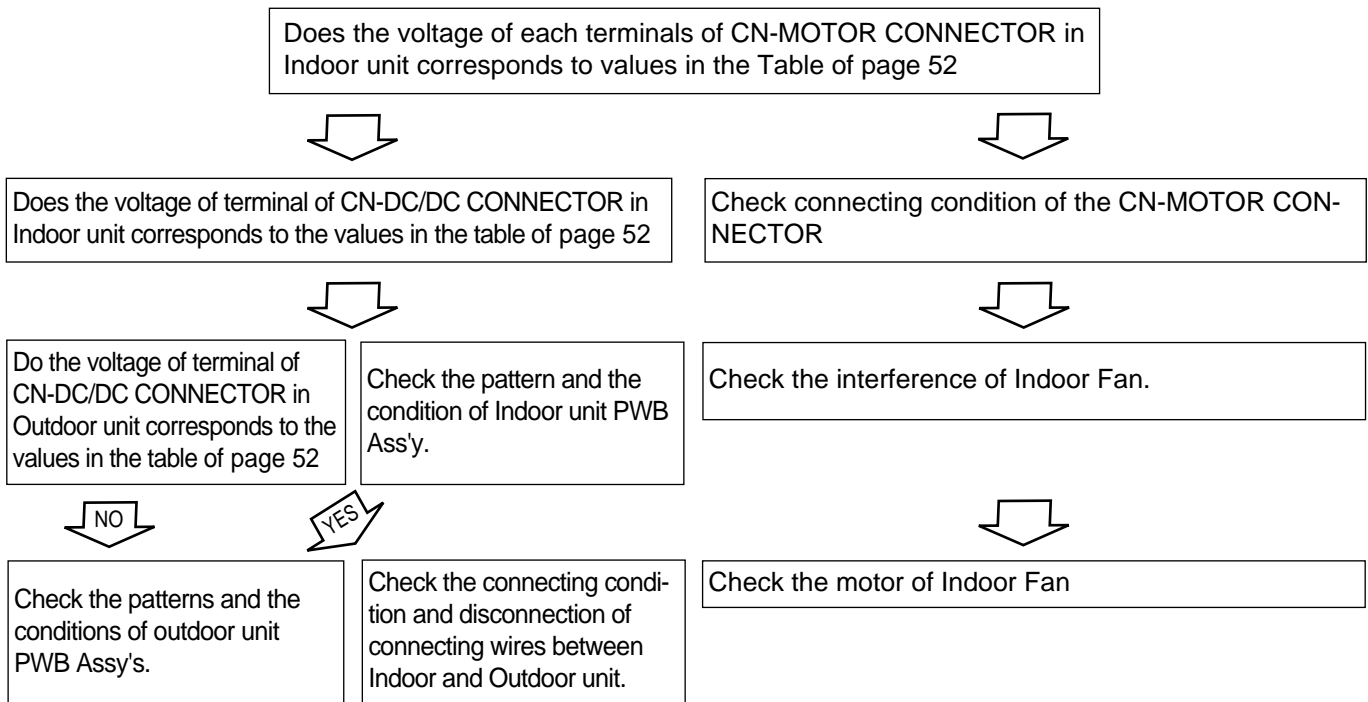 Does the voltage of each terminals of CN-MOTOR CONNECTOR in
Indoor unit corresponds to values in the Table of page 52
Does the voltage of terminal of CN-DC/DC CONNECTOR in
Indoor unit corresponds to the values in the table of page 52
Check connecting condition of the CN-MOTOR CON-
NECTOR
Do the voltage of terminal of
CN-DC/DC CONNECTOR in
Outdoor unit corresponds to the
values in the table of page 52
Check the pattern and the
condition of Indoor unit PWB
Ass'y.
Check the interference of Indoor Fan.
NO
YES
Check the patterns and the
conditions of outdoor unit
PWB Assy's.
Check the connecting condi-
tion and disconnection of
connecting wires between
Indoor and Outdoor unit.
Check the motor of Indoor Fan